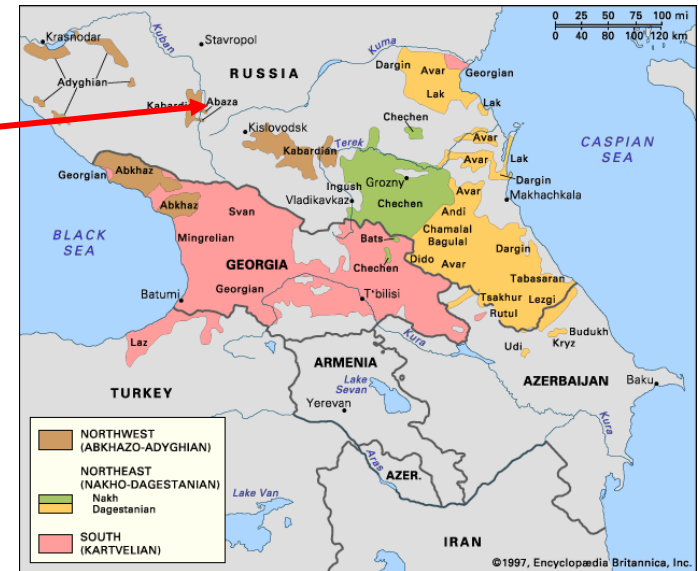 0 25 50 75 100 mi
0 40 80 120 km
Krasnodar
Kuban
Stavropol
Kuma
RUSSIA
Adyghian
Abaza
Kislovodsk
Kabardian
Terek
Dargin
Avar
Georgian
Lak
Lak
Chechen
Avar
Avar
Lak
Dargin
CASPIAN
SEA
Makhachkala
Georgian
Abkhaz
Abkhaz
Svan
Mingrelian
Ingush
Grozny
Vladikavkaz
Chechen
Avar
Andi
Chamalal
Bagulal
Dargin
Dido
Avar
Tabasaran
Bats
Chechen
BLACK
SEA
GEORGIA
Batumi
Georgian
T'bilisi
Tsakhur
Lezgi
Rutul
Budukh
Kryz
Udi
Laz
Kura
ARMENIA
Lake
Sevan
Yerevan
AZERBAIJAN
Baku
Kura
TURKEY
Aras
AZER.
Lake Van
IRAN
NORTHWEST
(ABKHAZO-ADYGHIAN)
NORTHEAST
(NAKHO-DAGESTANIAN)
Nakh
Dagestanian
SOUTH
(KARTVELIAN)
©1997, Encyclopædia Britannica, Inc.